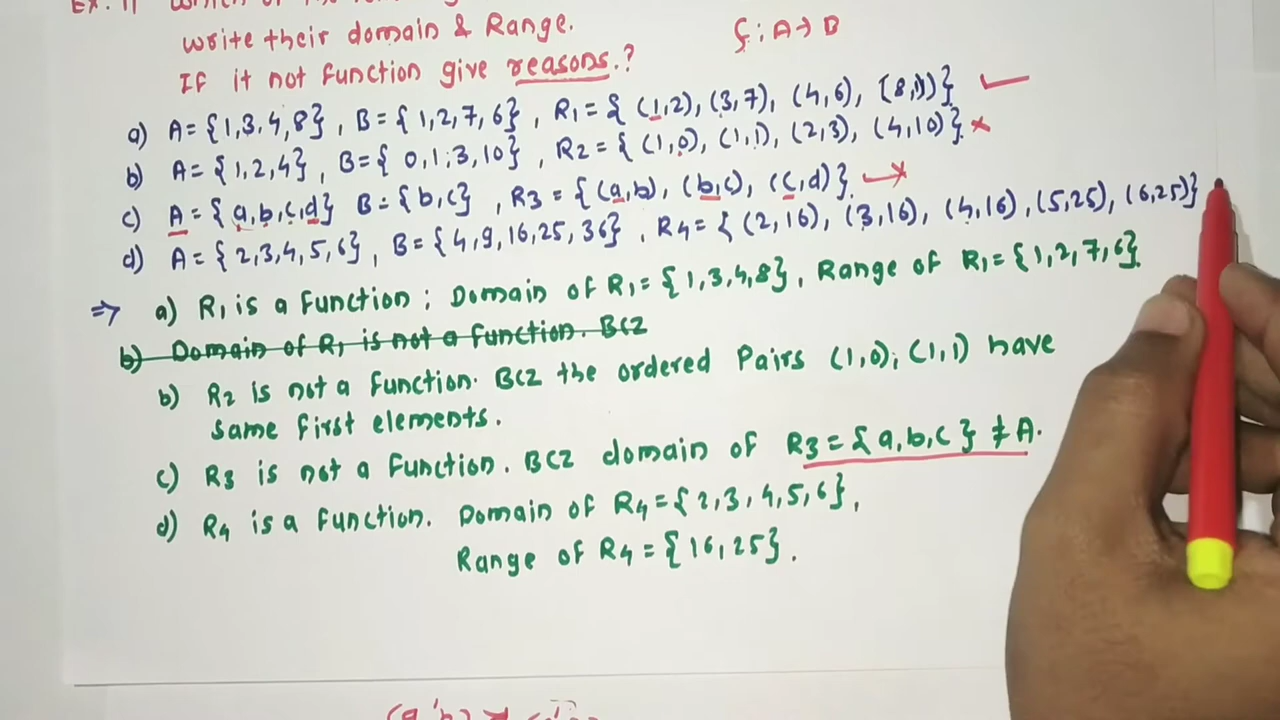 Ex. 11
write their domain & Range.
f : A → B
If it not function give reasons.?
a) A = {1,3,4,8}, B = {1,2,7,6}, R1 = { (1,2), (3,7), (4,6), (8,1)}
b) A = {1,2,4}, B = { 0,1,3,10}, R2 = { (1,0), (1,1), (2,3), (4,10)}
c) A = {a,b,c,d} B = {b,c}, R3 = {(a,b), (b,c), (c,d)}
d) A = {2,3,4,5,6}, B = {4,9,16,25,36}, R4 = { (2,16), (3,16), (4,16), (5,25), (6,25)}
⇒ a) R1 is a Function ; Domain of R1 = {1,3,4,8}, Range of R1 = {1,2,7,6}
b) Domain of R1 is not a function. BCZ
b) R2 is not a function. BCZ the ordered Pairs (1,0), (1,1) have
same first elements.
c) R3 is not a function. BCZ domain of R3 = {a,b,c} ≠ A.
d) R4 is a function. Domain of R4 = {2,3,4,5,6},
Range of R4 = {16,25}.